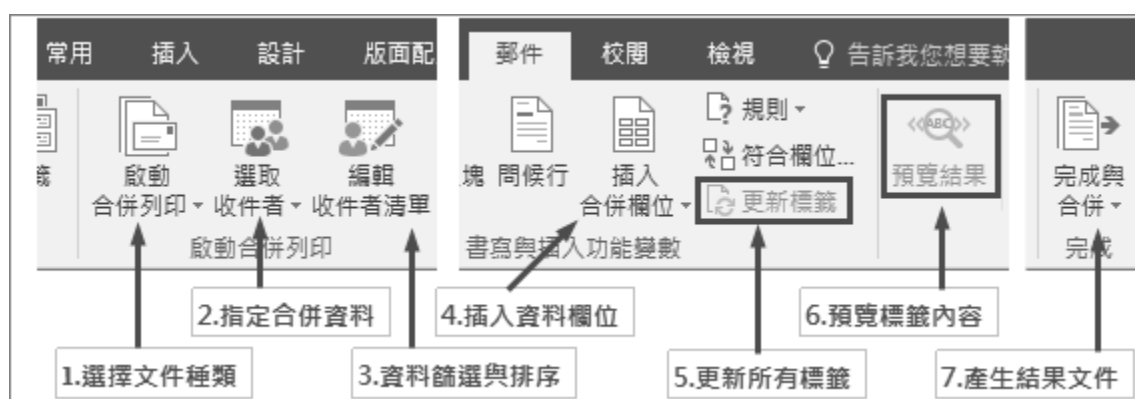 常用 插入 設計 版面配
郵件 校閱 檢視 告訴我您想要執
籤
啟動
合併列印
選取
收件者
編輯
收件者清單
啟動合併列印
塊
問候行
插入
合併欄位
規則
符合欄位...
更新標籤
書寫與插入功能變數
《ABC》
預覽結果
完成與
合併
完成
2.指定合併資料
4.插入資料欄位
6.預覽標籤內容
1.選擇文件種類
3.資料篩選與排序
5.更新所有標籤
7.產生結果文件